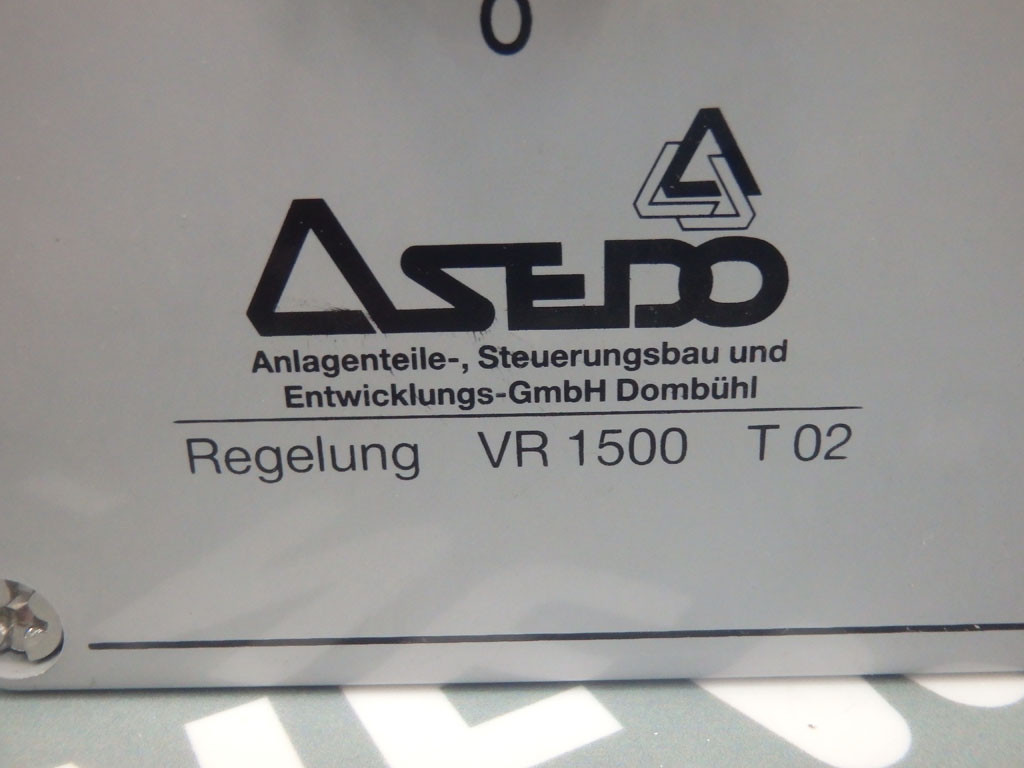 0
ASEDO
Anlagenteile-, Steuerungsbau und
Entwicklungs-GmbH Dombühl
Regelung VR 1500 T 02